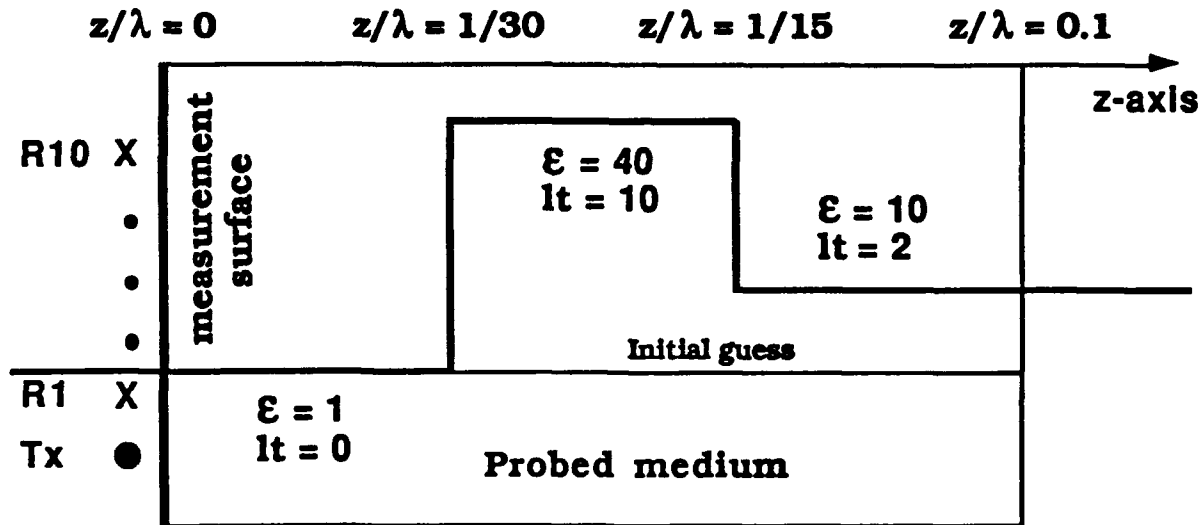 z/λ = 0 z/λ = 1/30 z/λ = 1/15 z/λ = 0.1
z-axis
measurement
surface
R10 X
ε = 40
lt = 10
ε = 10
lt = 2
Initial guess
R1 X
ε = 1
lt = 0
Tx
Probed medium